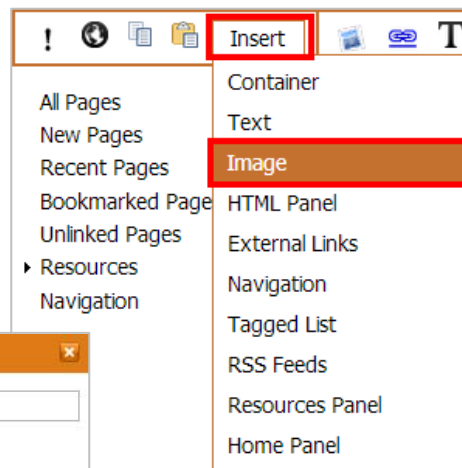 ! Insert T
All Pages
New Pages
Recent Pages
Bookmarked Page
Unlinked Pages
Resources
Navigation
Container
Text
Image
HTML Panel
External Links
Navigation
Tagged List
RSS Feeds
Resources Panel
Home Panel